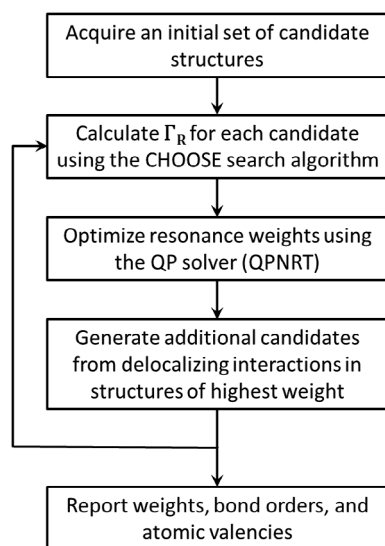 Acquire an initial set of candidate
structures
Calculate Γ_R for each candidate
using the CHOOSE search algorithm
Optimize resonance weights using
the QP solver (QPNRT)
Generate additional candidates
from delocalizing interactions in
structures of highest weight
Report weights, bond orders, and
atomic valencies